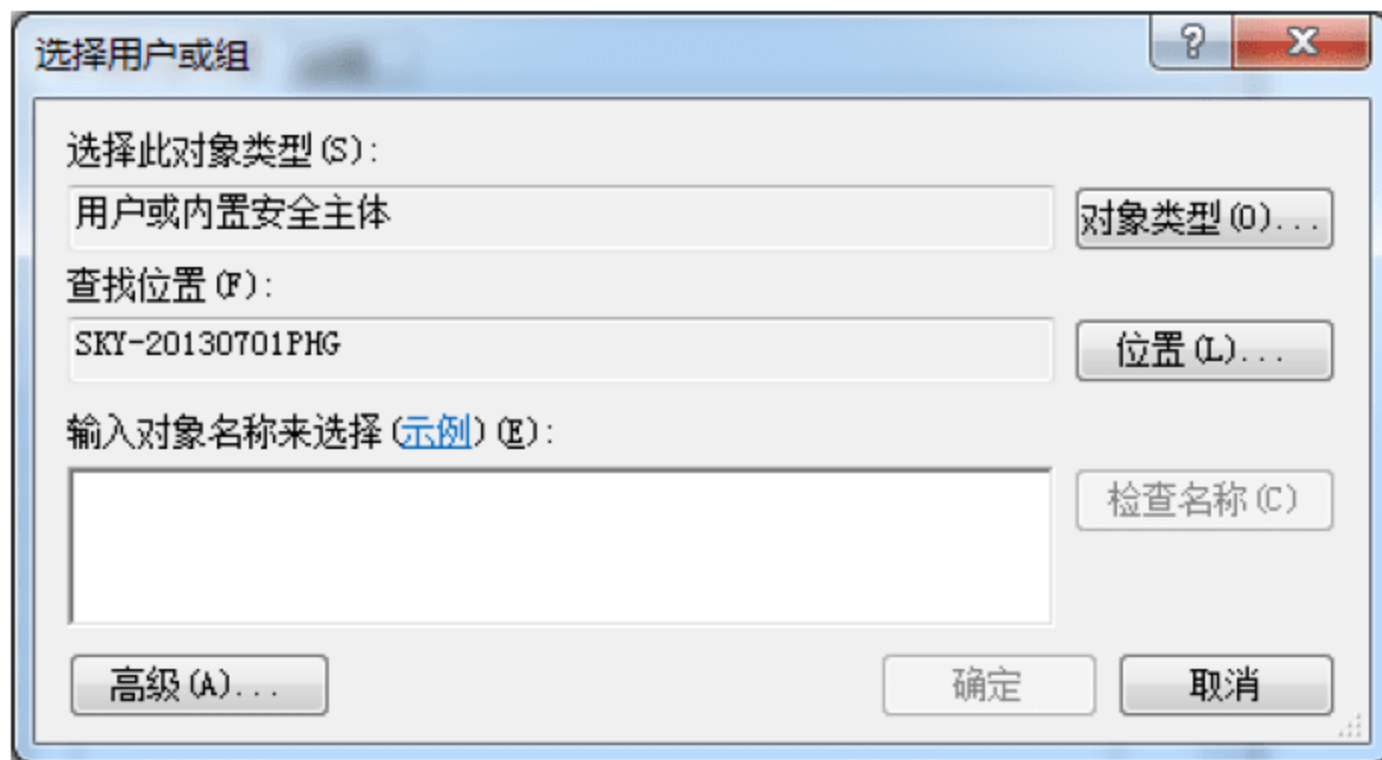 选择用户或组
选择此对象类型(S):
用户或内置安全主体
对象类型(O)...
查找位置(F):
SKY-20130701PHG
位置(L)...
输入对象名称来选择(示例)(E):
检查名称(C)
高级(A)...
确定
取消